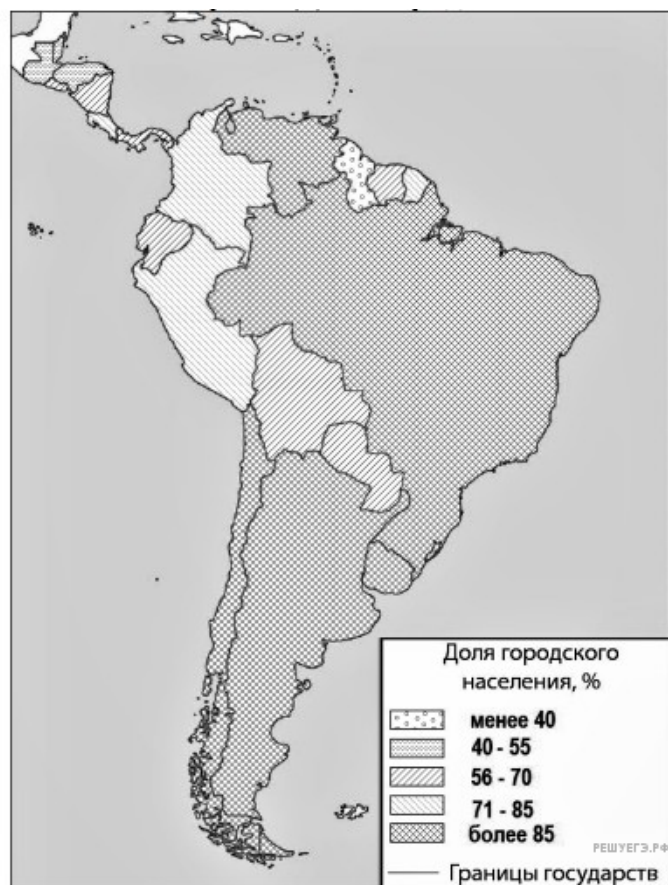 Доля городского
населения, %
менее 40
40 - 55
56 - 70
71 - 85
более 85
РЕШУЕГЭ.РФ
Границы государств